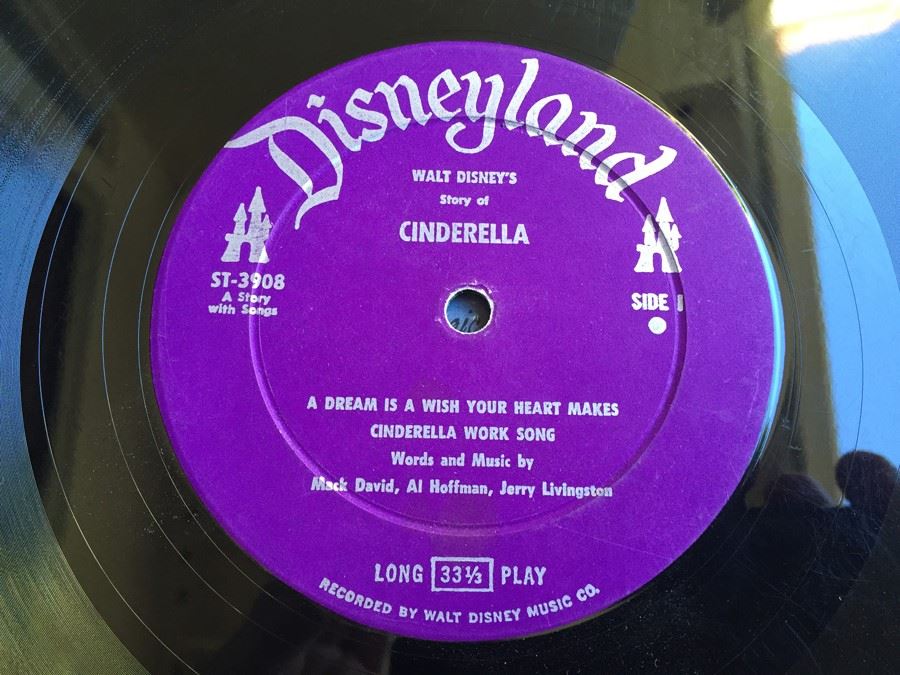 Disneyland
WALT DISNEY'S
Story of
CINDERELLA
ST-3908
A Story
with Songs
SIDE 1
A DREAM IS A WISH YOUR HEART MAKES
CINDERELLA WORK SONG
Words and Music by
Mack David, Al Hoffman, Jerry Livingston
LONG 33⅓ PLAY
RECORDED BY WALT DISNEY MUSIC CO.